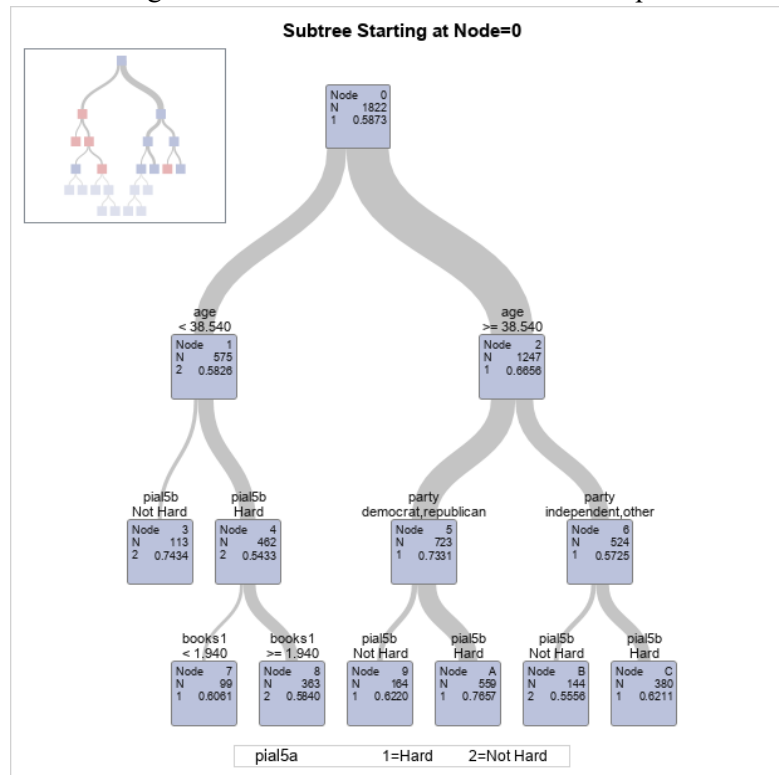 Subtree Starting at Node=0
Node 0
N 1822
1 0.5873
age
< 38.540
Node 1
N 575
2 0.5826
age
>= 38.540
Node 2
N 1247
1 0.6656
pial5b
Not Hard
Node 3
N 113
2 0.7434
pial5b
Hard
Node 4
N 462
2 0.5433
party
democrat,republican
Node 5
N 723
1 0.7331
party
independent,other
Node 6
N 524
1 0.5725
books1
< 1.940
Node 7
N 99
1 0.6061
books1
>= 1.940
Node 8
N 363
2 0.5840
pial5b
Not Hard
Node 9
N 164
1 0.6220
pial5b
Hard
Node A
N 559
1 0.7657
pial5b
Not Hard
Node B
N 144
2 0.5556
pial5b
Hard
Node C
N 380
1 0.6211
pial5a 1=Hard 2=Not Hard